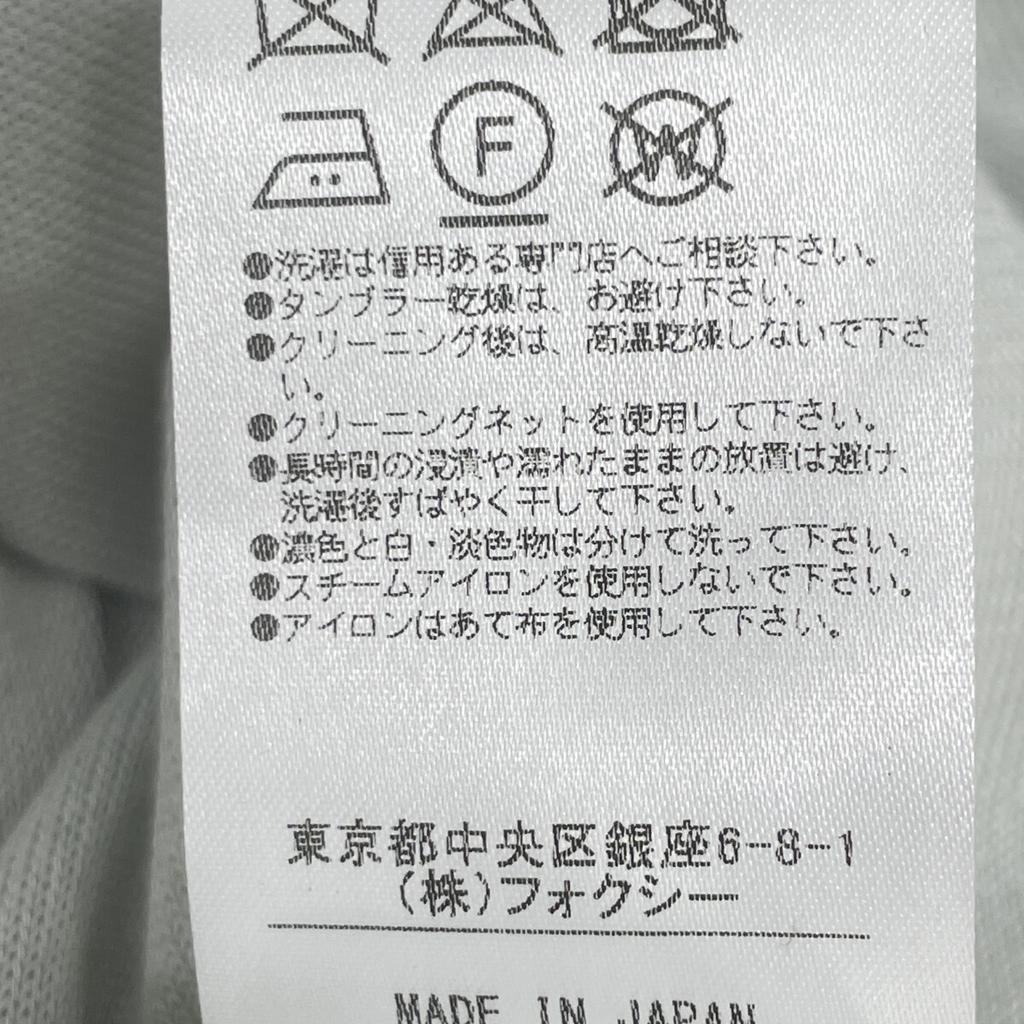 F
W
●洗濯は信用ある専門店へご相談下さい。
●タンブラー乾燥は、お避け下さい。
●クリーニング後は、高温乾燥しないで下さ
い。
●クリーニングネットを使用して下さい。
●長時間の浸漬や濡れたままの放置は避け、
洗濯後すばやく干して下さい。
●濃色と白・淡色物は分けて洗って下さい。
●スチームアイロンを使用しないで下さい。
●アイロンはあて布を使用して下さい。
東京都中央区銀座6-8-1
(株)フォクシー
MADE IN JAPAN